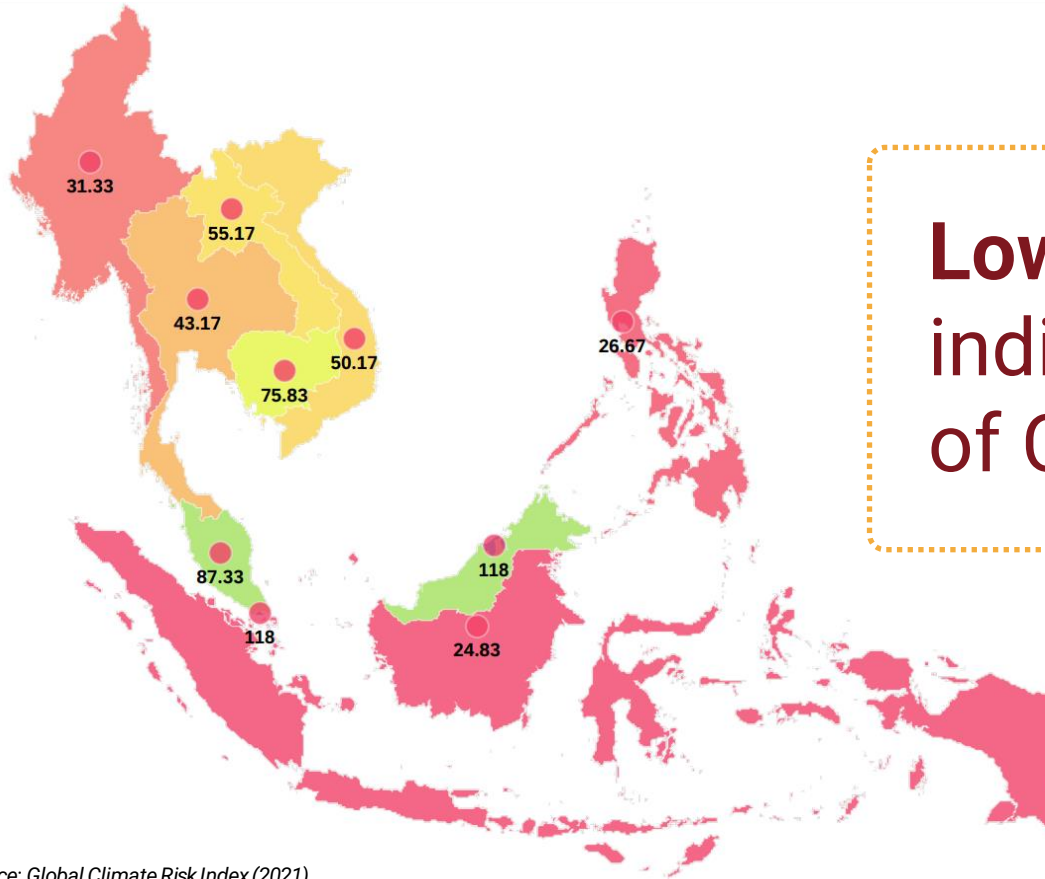 31.33
55.17
43.17
50.17
75.83
26.67
87.33
118
118
24.83
Low
indi
of
ce: Global Climate Risk Index (2021)